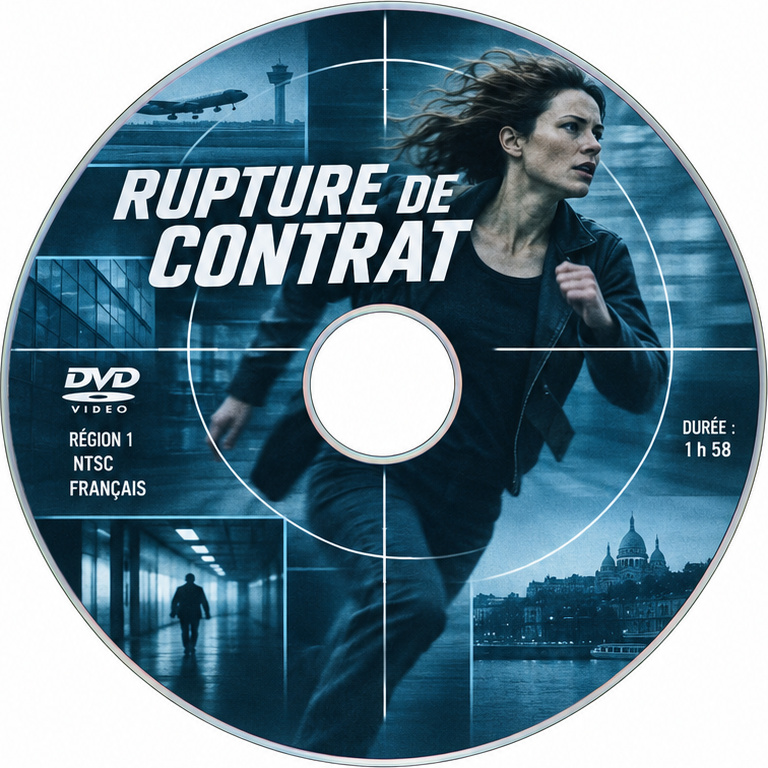 RUPTURE DE
CONTRAT
DVD
VIDEO
RÉGION 1
NTSC
FRANÇAIS
DURÉE :
1 h 58